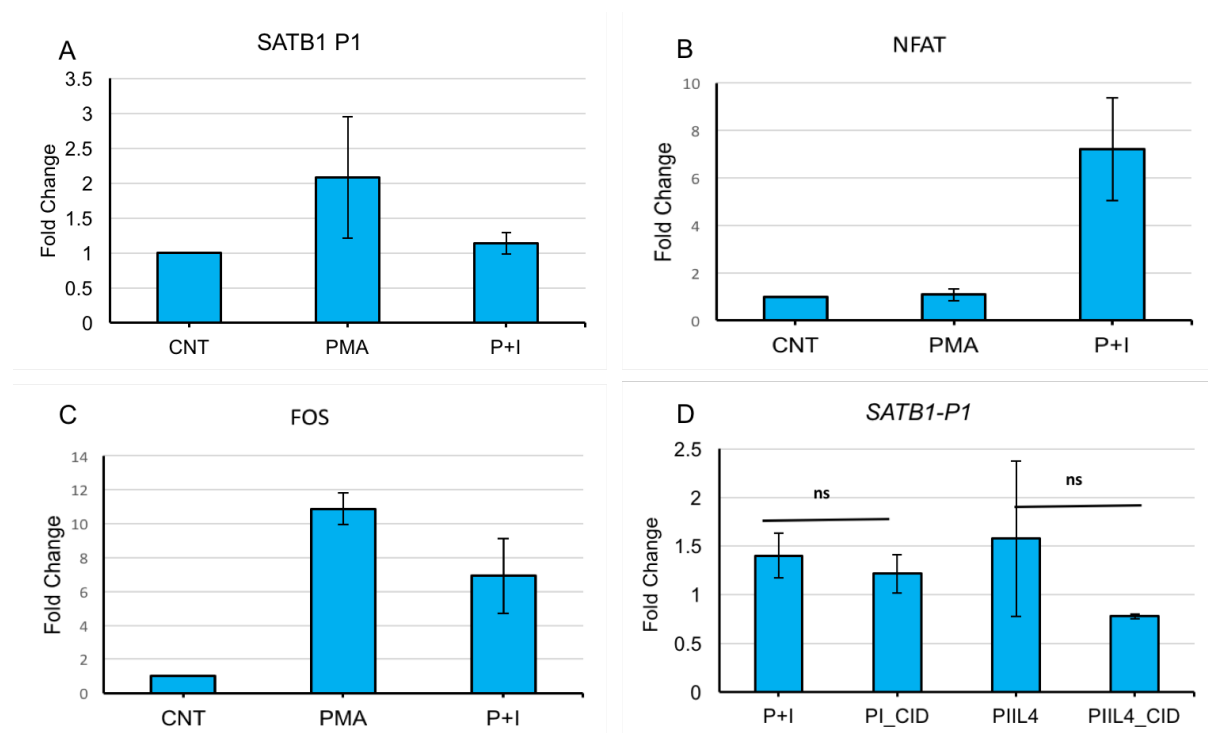 A
SATB1 P1
3.5
3
2.5
2
1.5
1
0.5
0
Fold Change
CNT PMA P+I
B
NFAT
10
8
6
4
2
0
Fold Change
CNT PMA P+I
C
FOS
14
12
10
8
6
4
2
0
Fold Change
CNT PMA P+I
D
SATB1-P1
2.5
2
1.5
1
0.5
0
Fold Change
ns
ns
P+I PI_CID PIIL4 PIIL4_CID